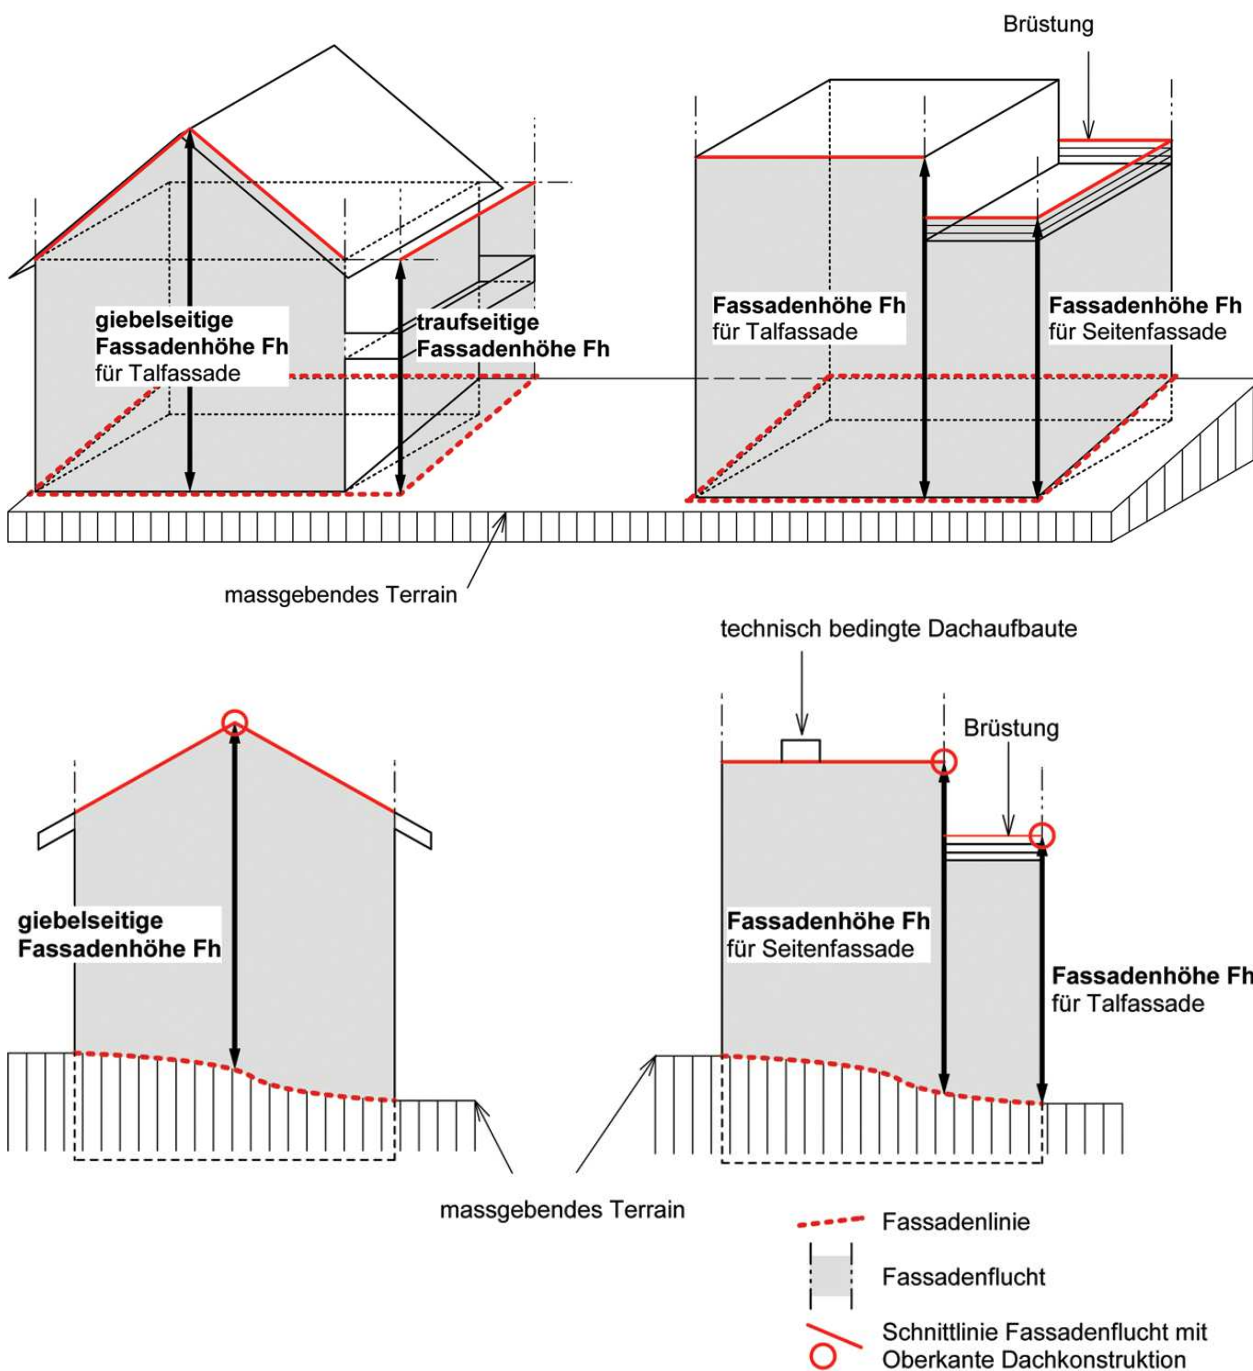 Brüstung
giebelseitige
Fassadenhöhe Fh
für Talfassade
traufseitige
Fassadenhöhe Fh
Fassadenhöhe Fh
für Talfassade
Fassadenhöhe Fh
für Seitenfassade
massgebendes Terrain
technisch bedingte Dachaufbaute
Brüstung
giebelseitige
Fassadenhöhe Fh
Fassadenhöhe Fh
für Seitenfassade
Fassadenhöhe Fh
für Talfassade
massgebendes Terrain
Fassadenlinie
Fassadenflucht
Schnittlinie Fassadenflucht mit
Oberkante Dachkonstruktion